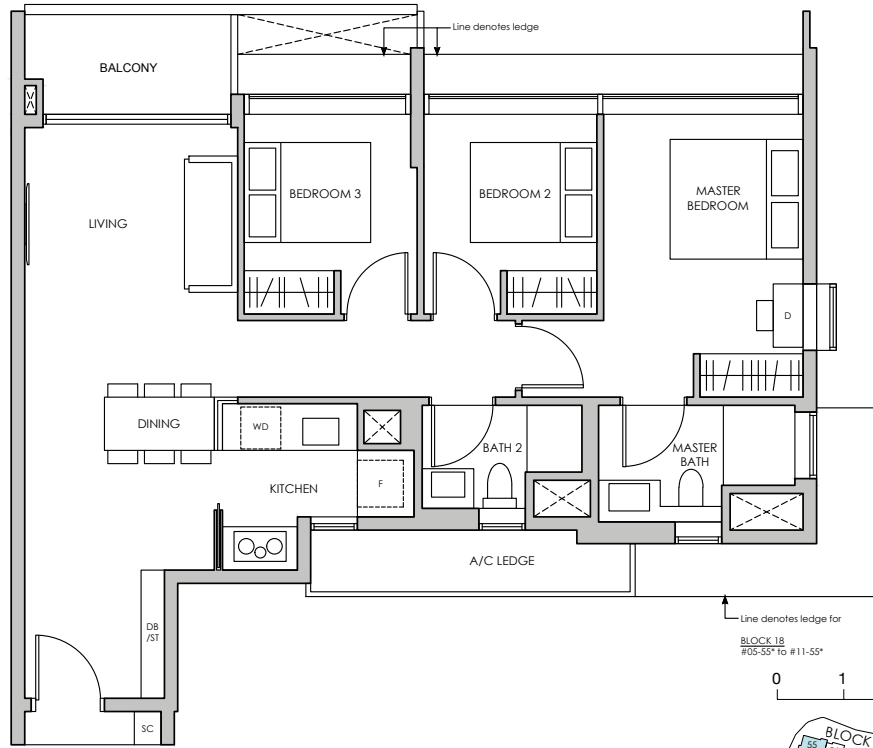 Line denotes ledge
BALCONY
BEDROOM 3
BEDROOM 2
MASTER
BEDROOM
LIVING
D
DINING
WD
BATH 2
MASTER
BATH
KITCHEN
F
A/C LEDGE
DB
/ST
Line denotes ledge for
BLOCK 18
#05-55* to #11-55*
0 1
SC
BLOCK
55